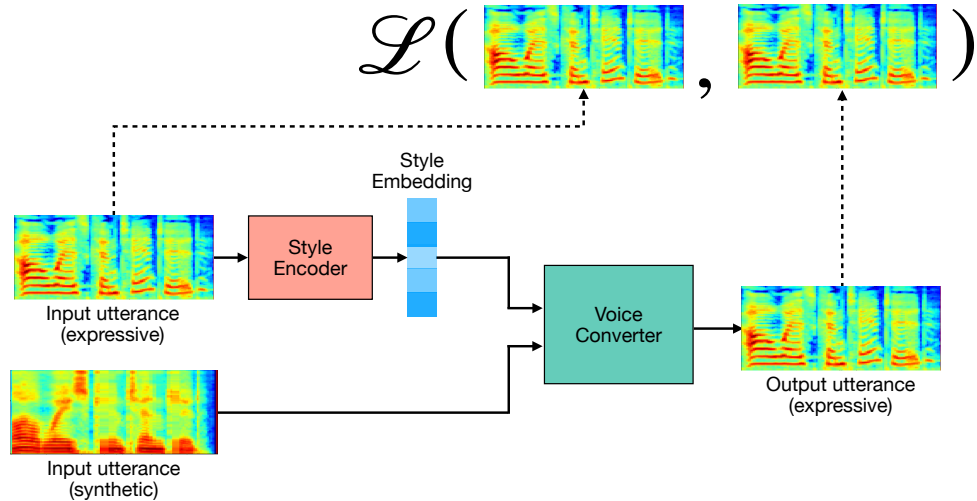 ℒ( , )
Style
Embedding
Style
Encoder
Input utterance
(expressive)
Voice
Converter
Input utterance
(synthetic)
Output utterance
(expressive)